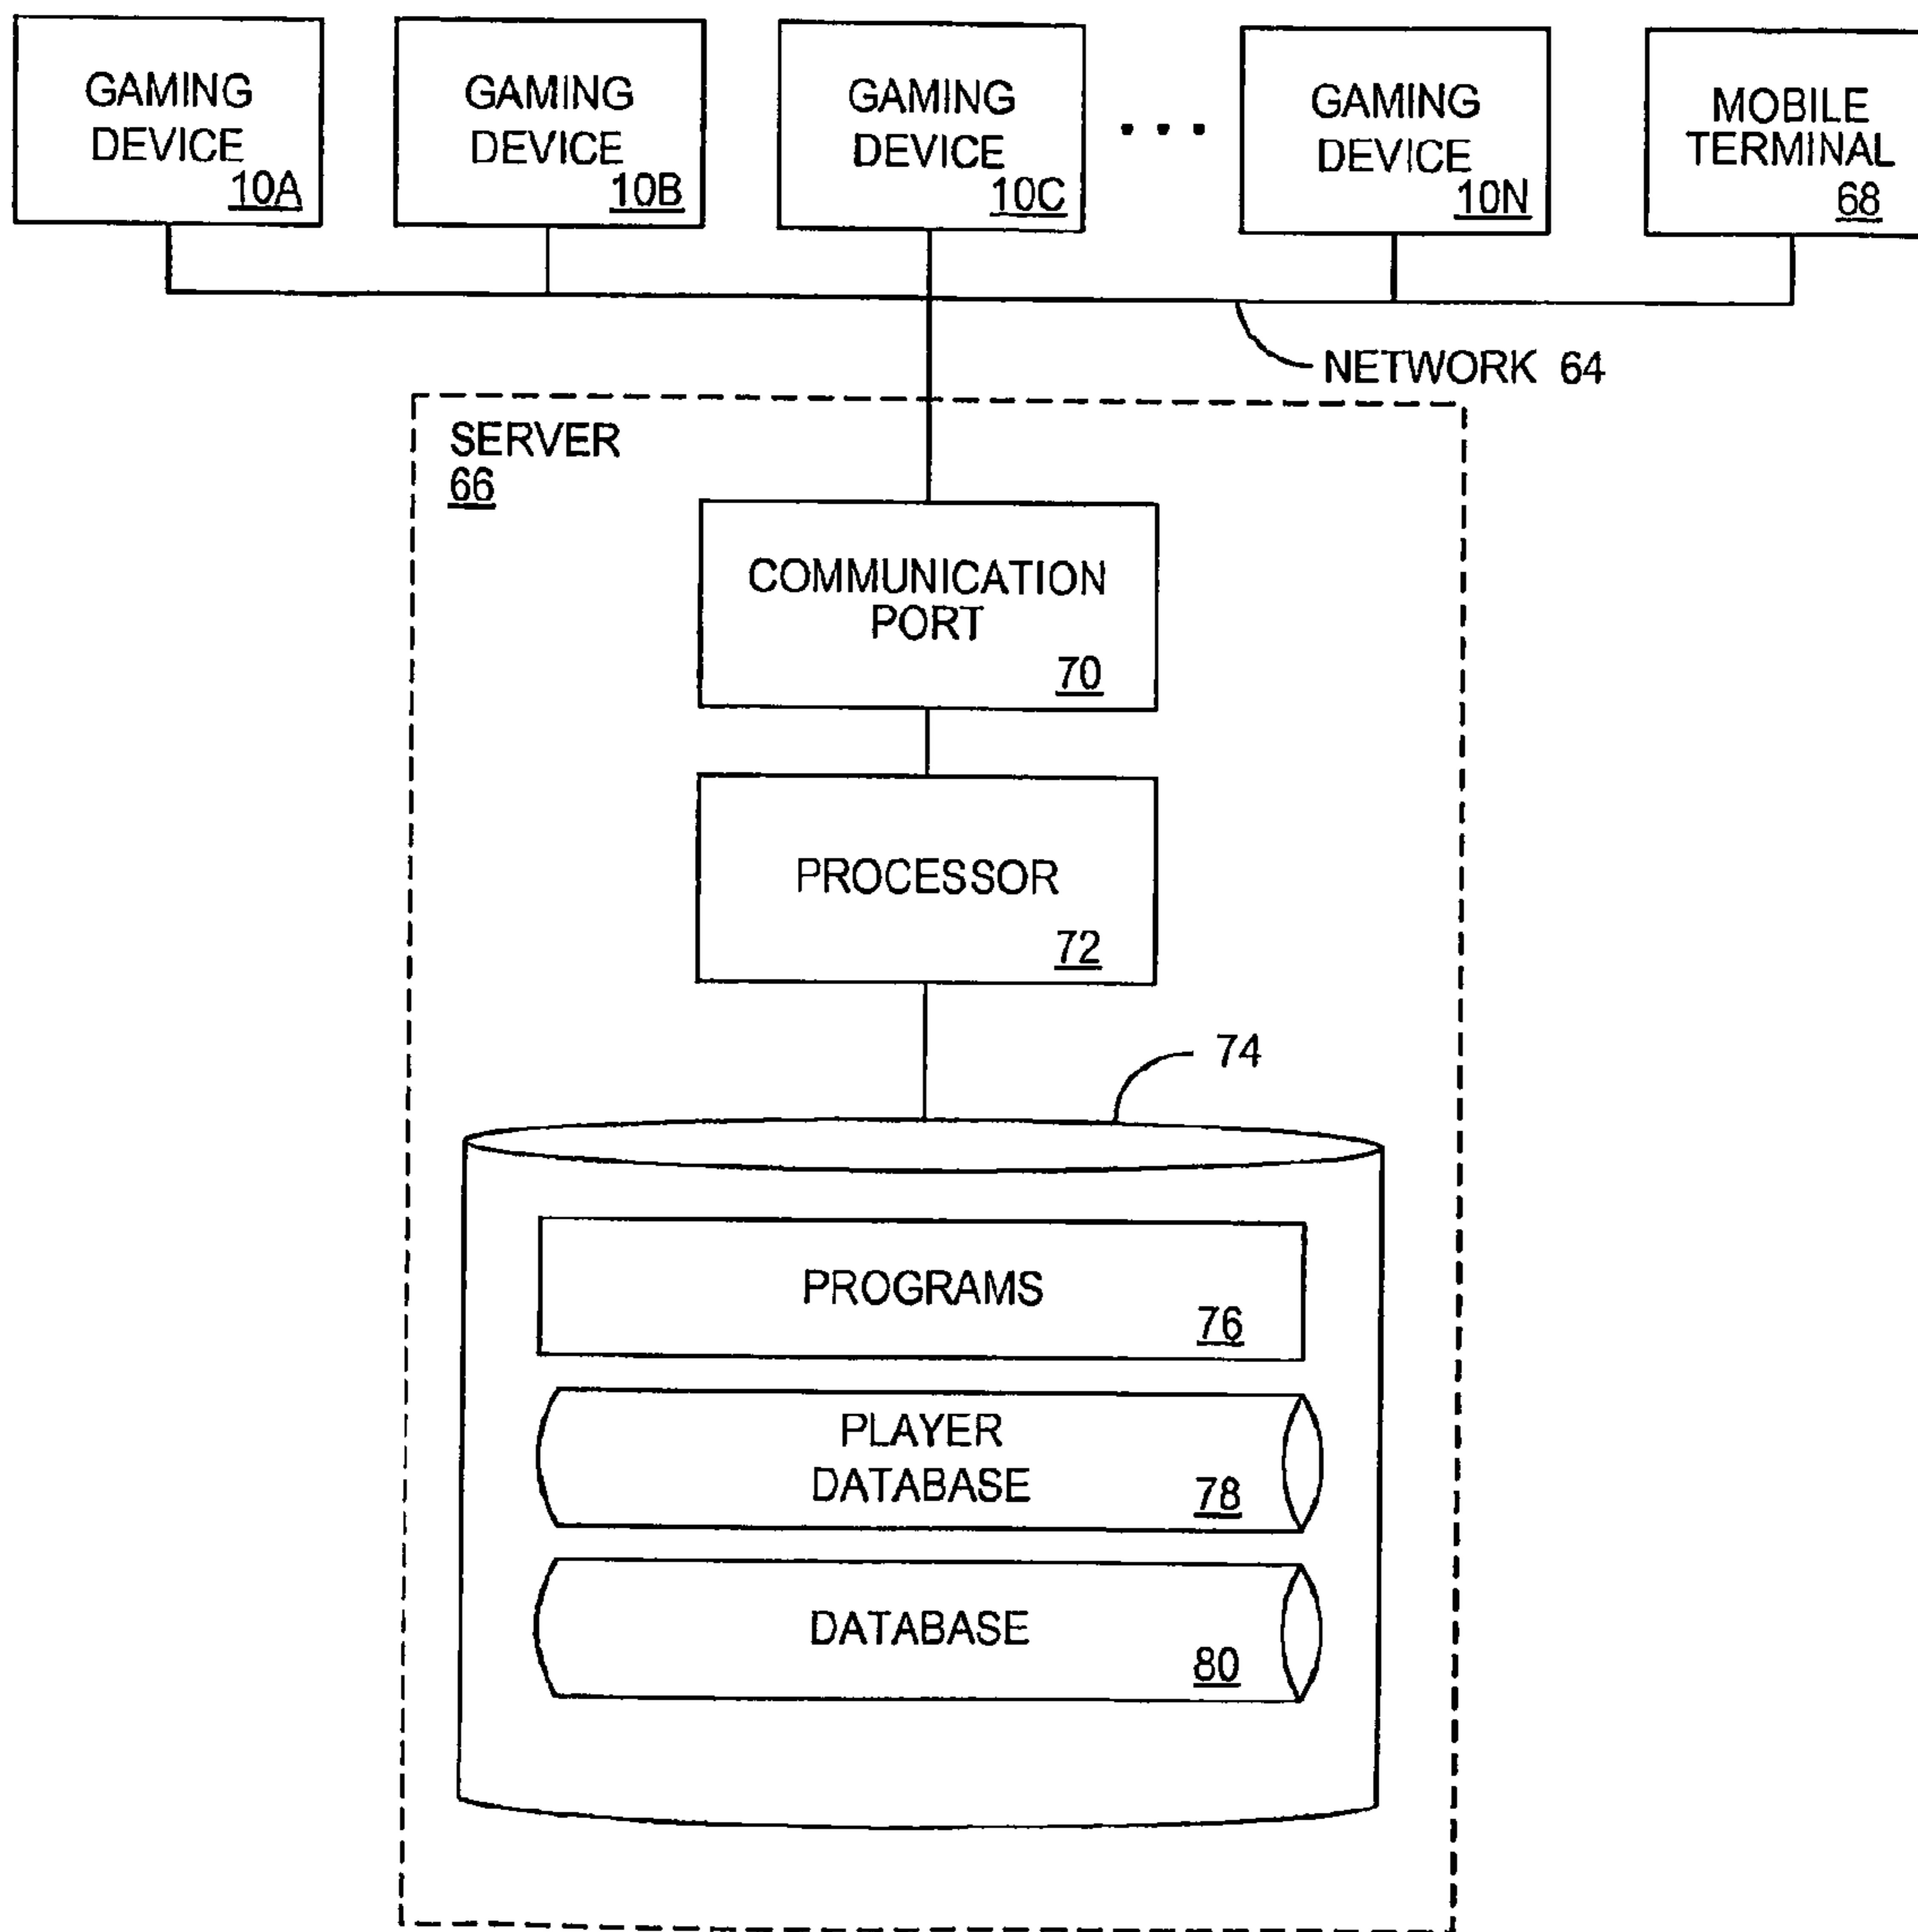 GAMING
DEVICE
10A
GAMING
DEVICE
10B
GAMING
DEVICE
10C
...
GAMING
DEVICE
10N
MOBILE
TERMINAL
68
NETWORK 64
SERVER
66
COMMUNICATION
PORT
70
PROCESSOR
72
74
PROGRAMS
76
PLAYER
DATABASE
78
DATABASE
80